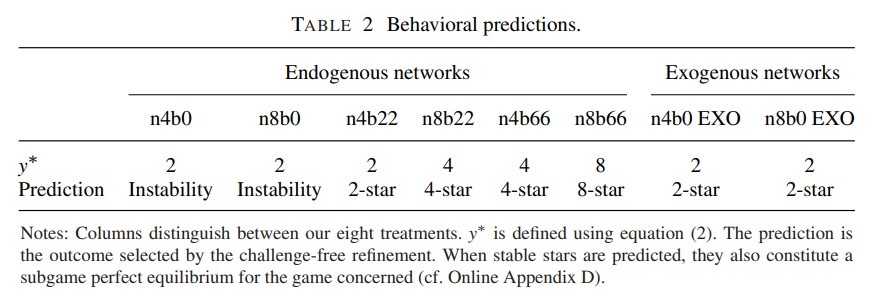 TABLE 2 Behavioral predictions.
Endogenous networks Exogenous networks
n4b0 n8b0 n4b22 n8b22 n4b66 n8b66 n4b0 EXO n8b0 EXO
y* 2 2 2 4 4 8 2 2
Prediction Instability Instability 2-star 4-star 4-star 8-star 2-star 2-star
Notes: Columns distinguish between our eight treatments. y* is defined using equation (2). The prediction is
the outcome selected by the challenge-free refinement. When stable stars are predicted, they also constitute a
subgame perfect equilibrium for the game concerned (cf. Online Appendix D).